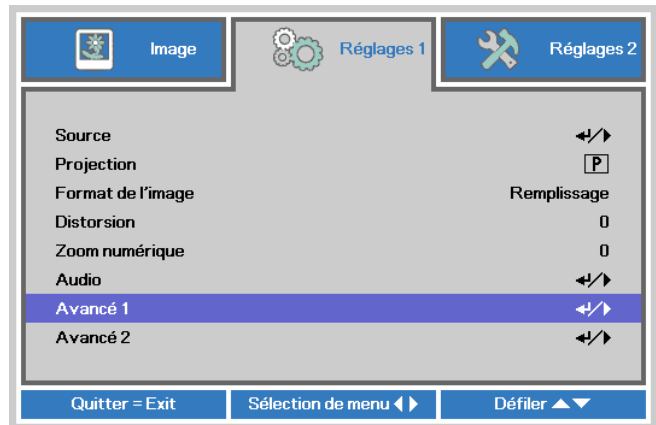 Image Réglages 1 Réglages 2
Source ↵/▶
Projection P
Format de l'image Remplissage
Distorsion 0
Zoom numérique 0
Audio ↵/▶
Avancé 1 ↵/▶
Avancé 2 ↵/▶
Quitter = Exit Sélection de menu ◀▶ Défiler ▲▼